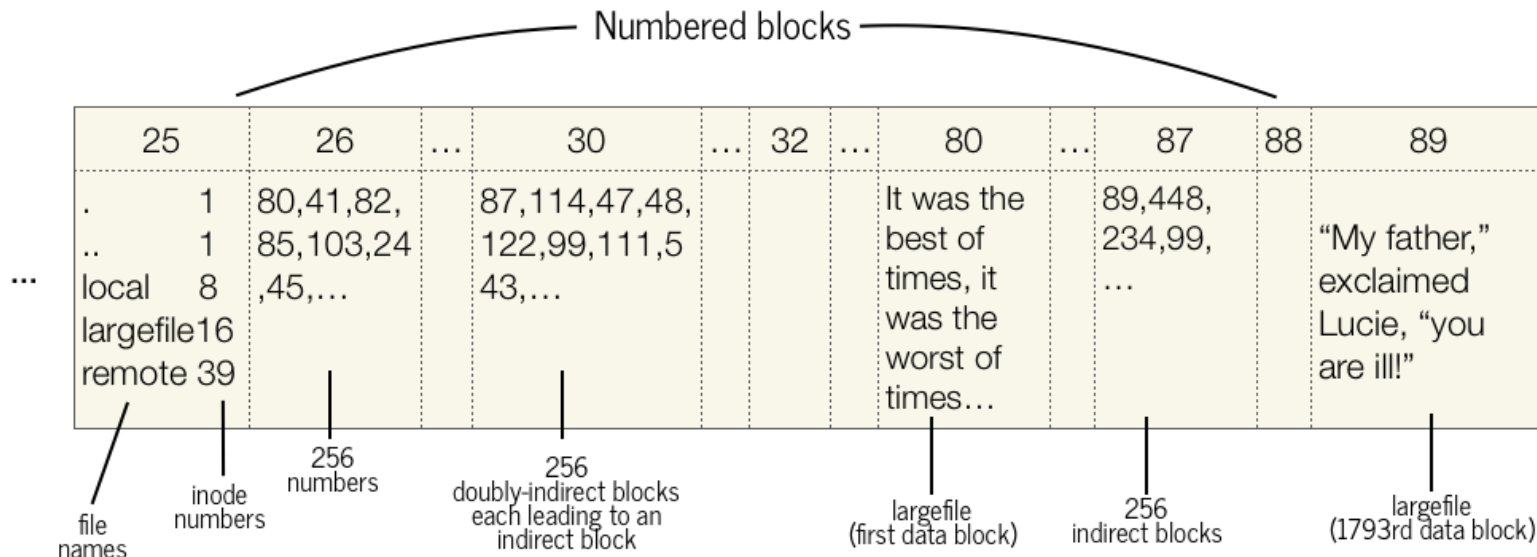 Numbered blocks
25 26 ... 30 ... 32 ... 80 ... 87 88 89
...
. 1
.. 1
local 8
largefile16
remote 39
80,41,82,
85,103,24
,45,...
87,114,47,48,
122,99,111,5
43,...
It was the
best of
times, it
was the
worst of
times...
89,448,
234,99,
...
“My father,”
exclaimed
Lucie, “you
are ill!”
file
names
inode
numbers
256
numbers
256
doubly-indirect blocks
each leading to an
indirect block
largefile
(first data block)
256
indirect blocks
largefile
(1793rd data block)